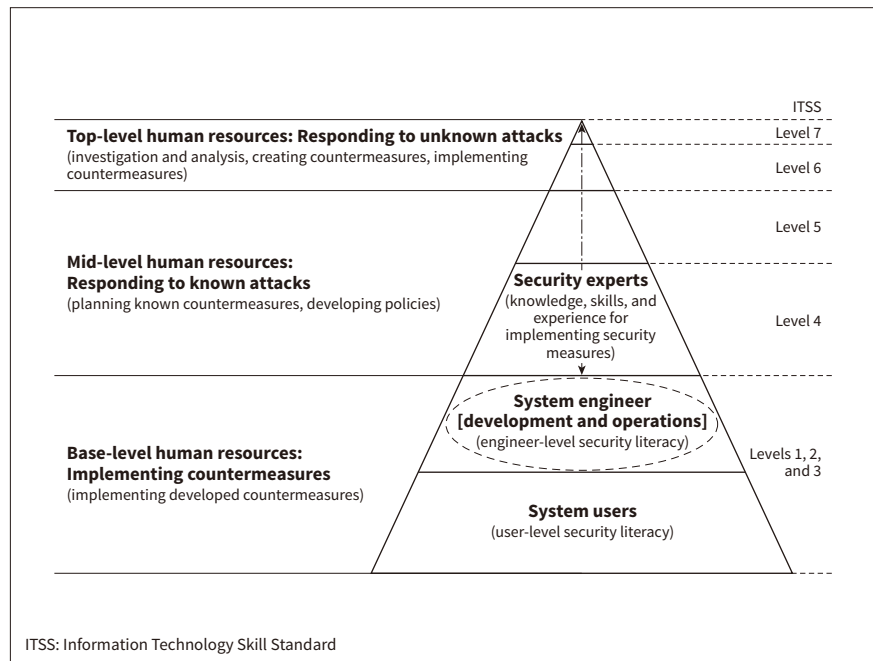 ITSS
Top-level human resources: Responding to unknown attacks
(investigation and analysis, creating countermeasures, implementing
countermeasures)
Level 7
Level 6
Level 5
Mid-level human resources:
Responding to known attacks
(planning known countermeasures, developing policies)
Security experts
(knowledge, skills, and
experience for
implementing security
measures)
Level 4
System engineer
[development and operations]
(engineer-level security literacy)
Base-level human resources:
Implementing countermeasures
(implementing developed countermeasures)
Levels 1, 2,
and 3
System users
(user-level security literacy)
ITSS: Information Technology Skill Standard